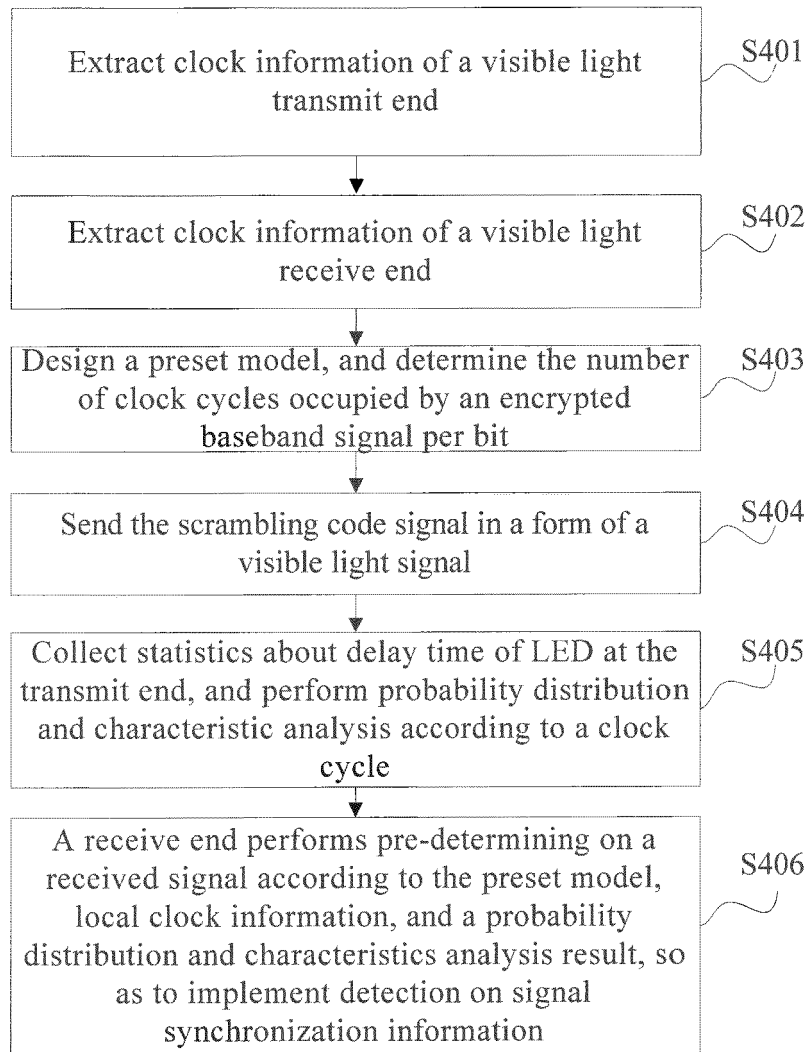 Extract clock information of a visible light
transmit end
S401
Extract clock information of a visible light
receive end
S402
Design a preset model, and determine the number
of clock cycles occupied by an encrypted
baseband signal per bit
S403
Send the scrambling code signal in a form of a
visible light signal
S404
Collect statistics about delay time of LED at the
transmit end, and perform probability distribution
and characteristic analysis according to a clock
cycle
S405
A receive end performs pre-determining on a
received signal according to the preset model,
local clock information, and a probability
distribution and characteristics analysis result, so
as to implement detection on signal
synchronization information
S406